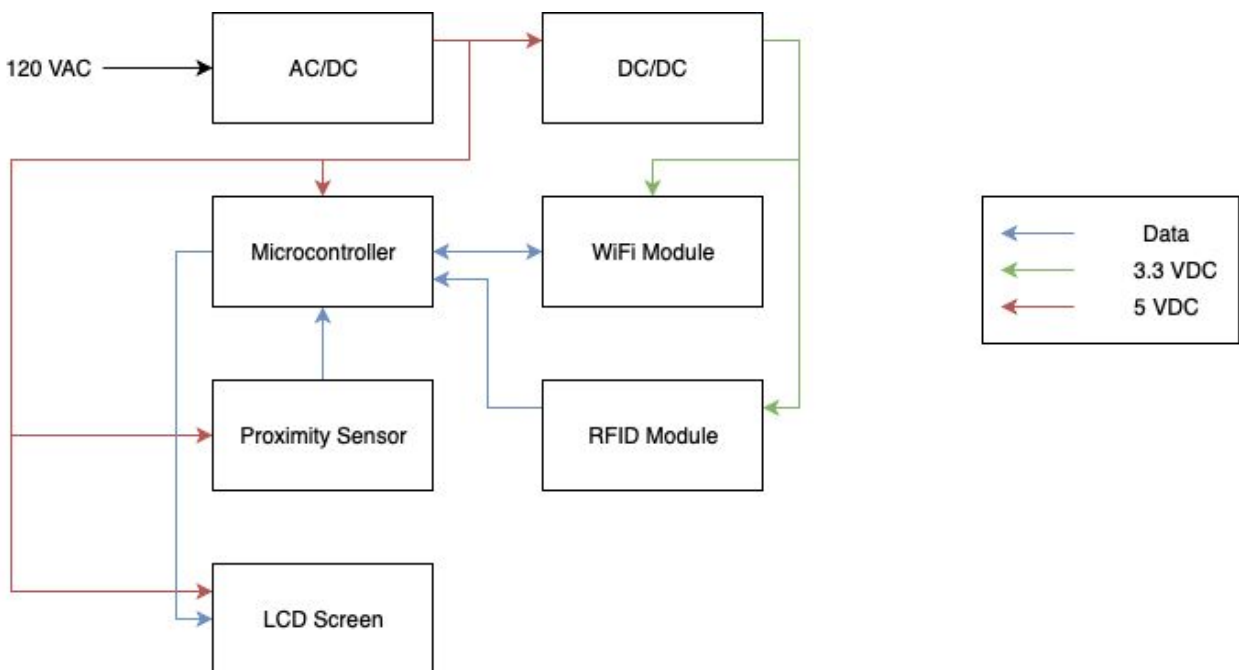 120 VAC
AC/DC
DC/DC
Microcontroller
WiFi Module
Data
3.3 VDC
5 VDC
Proximity Sensor
RFID Module
LCD Screen